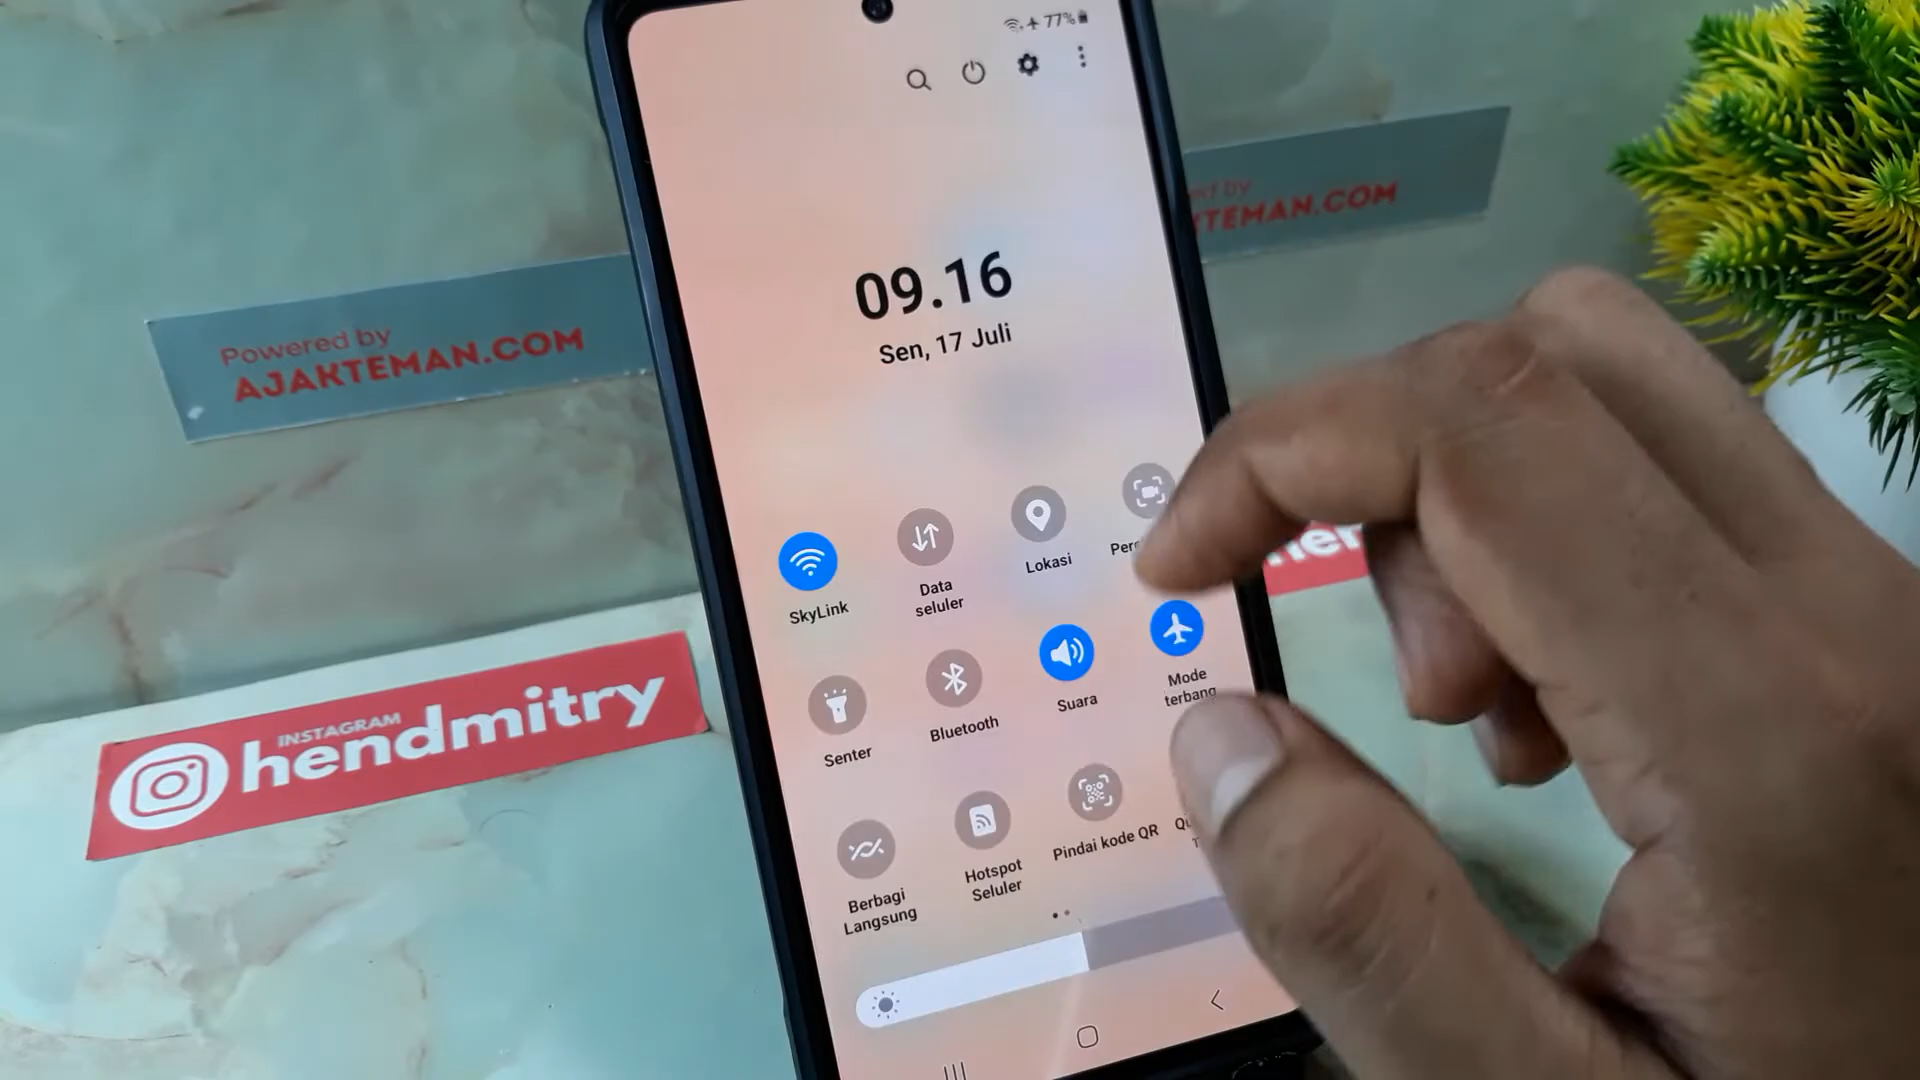 77%
09.16
Sen, 17 Juli
Powered by
AJAKTEMAN.COM
TEMAN.COM
SkyLink
Data
seluler
Lokasi
Senter
Bluetooth
Suara
Mode
terbang
INSTAGRAM
hendmitry
Berbagi
Langsung
Hotspot
Seluler
Pindai kode QR